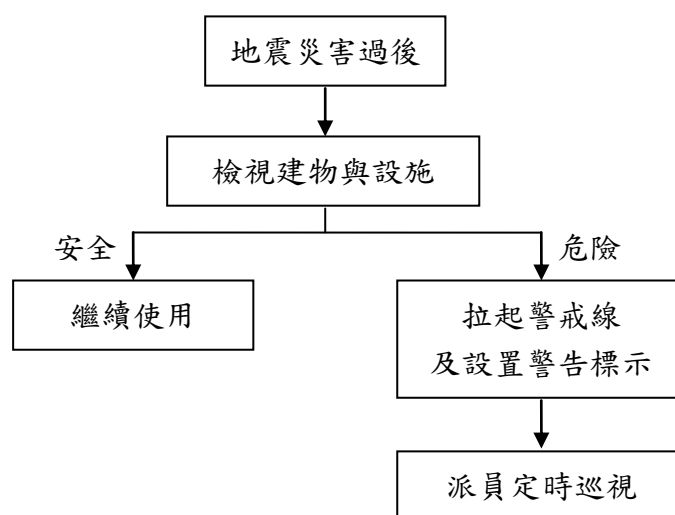 地震災害過後
檢視建物與設施
安全
危險
繼續使用
拉起警戒線
及設置警告標示
派員定時巡視